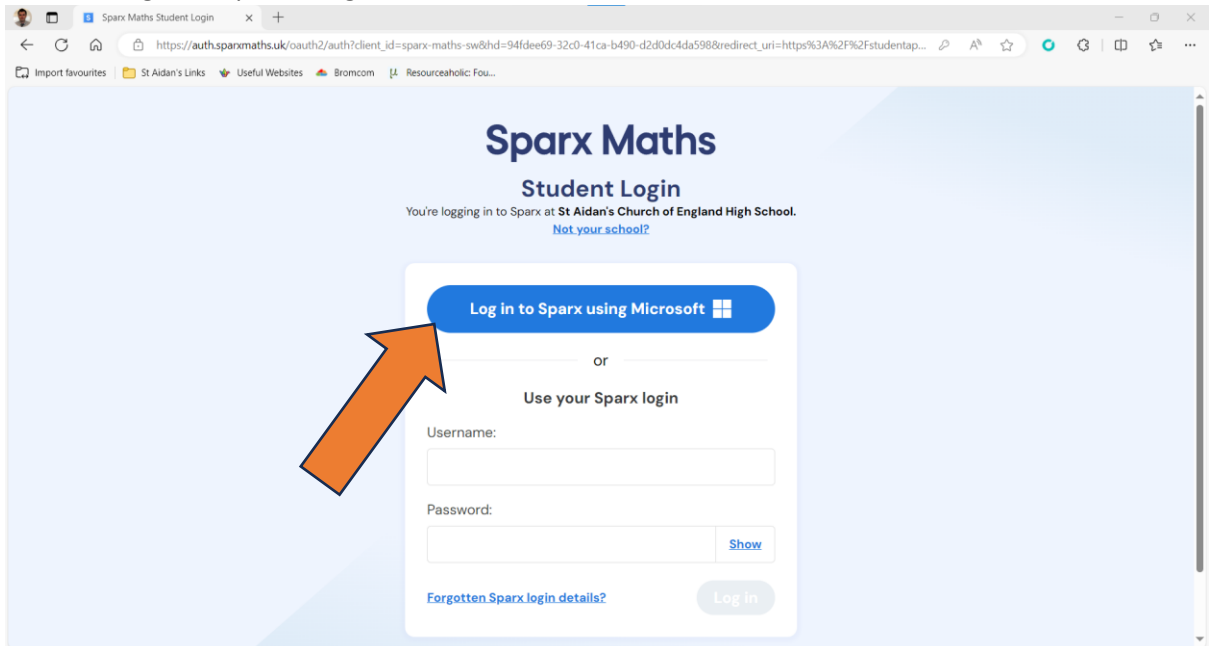 Sparx Maths Student Login
https://auth.sparxmaths.uk/oauth2/auth?client_id=sparx-maths-sw&hd=94fdee69-32c0-41ca-b490-d2d0dc4da598&redirect_uri=https%3A%2F%2Fstudentap...
Import favourites St Aidan's Links Useful Websites Bromcom Resourceaholic: Fou...
Sparx Maths
Student Login
You're logging in to Sparx at St Aidan's Church of England High School.
Not your school?
Log in to Sparx using Microsoft
or
Use your Sparx login
Username:
Password:
Show
Forgotten Sparx login details? Log in